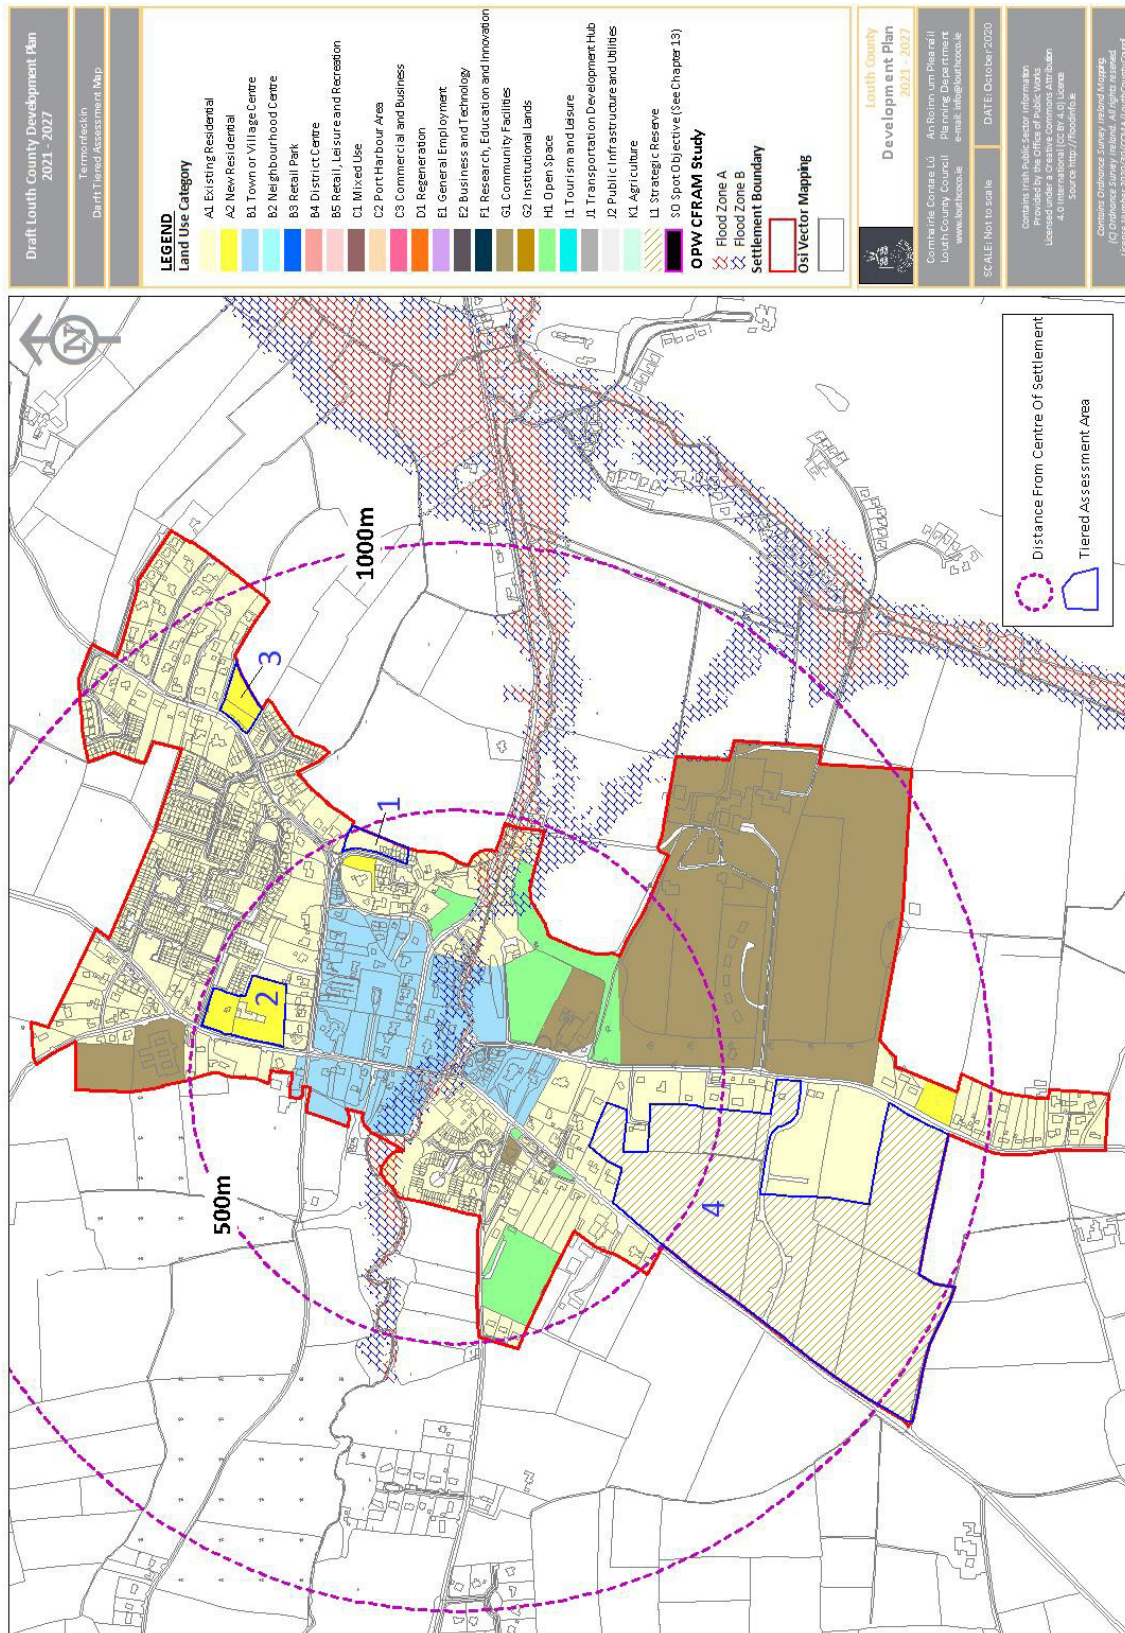 Draft Louth County Development Plan
2021 - 2027
Termonfeckin
Darft Tiered Assessment Map
LEGEND
Land Use Category
A1 Existing Residential
A2 New Residential
B1 Town or Village Centre
B2 Neighbourhood Centre
B3 Retail Park
B4 District Centre
B5 Retail, Leisure and Recreation
C1 Mixed Use
C2 Port Harbour Area
C3 Commercial and Business
D1 Regeneration
E1 General Employment
E2 Business and Technology
F1 Research, Education and Innovation
G1 Community Facilities
G2 Institutional Lands
H1 Open Space
I1 Tourism and Leisure
J1 Transportation Development Hub
J2 Public Infrastructure and Utilities
K1 Agriculture
L1 Strategic Reserve
SO Spot Objective (See Chapter 13)
OPW CFRAM Study
Flood Zone A
Flood Zone B
Settlement Boundary
Osi Vector Mapping
Louth County
Development Plan
2021 - 2027
Comhairle Contae Lú
Louth County Council
www.louthcoco.ie
An Roinn um Pleanáil
Planning Department
e-mail: info@louthcoco.ie
SCALE: Not to scale
DATE: October 2020
Contains Irish Public Sector Information
Provided by the Office of Public Works
Licensed under a Creative Commons Attribution
4.0 International (CC BY 4.0) Licence
Source: http://floodinfo.ie
Contains Ordnance Survey Ireland Mapping.
(C) Ordnance Survey Ireland. All rights reserved.
N
1000m
500m
1
2
3
4
Distance From Centre Of Settlement
Tiered Assessment Area